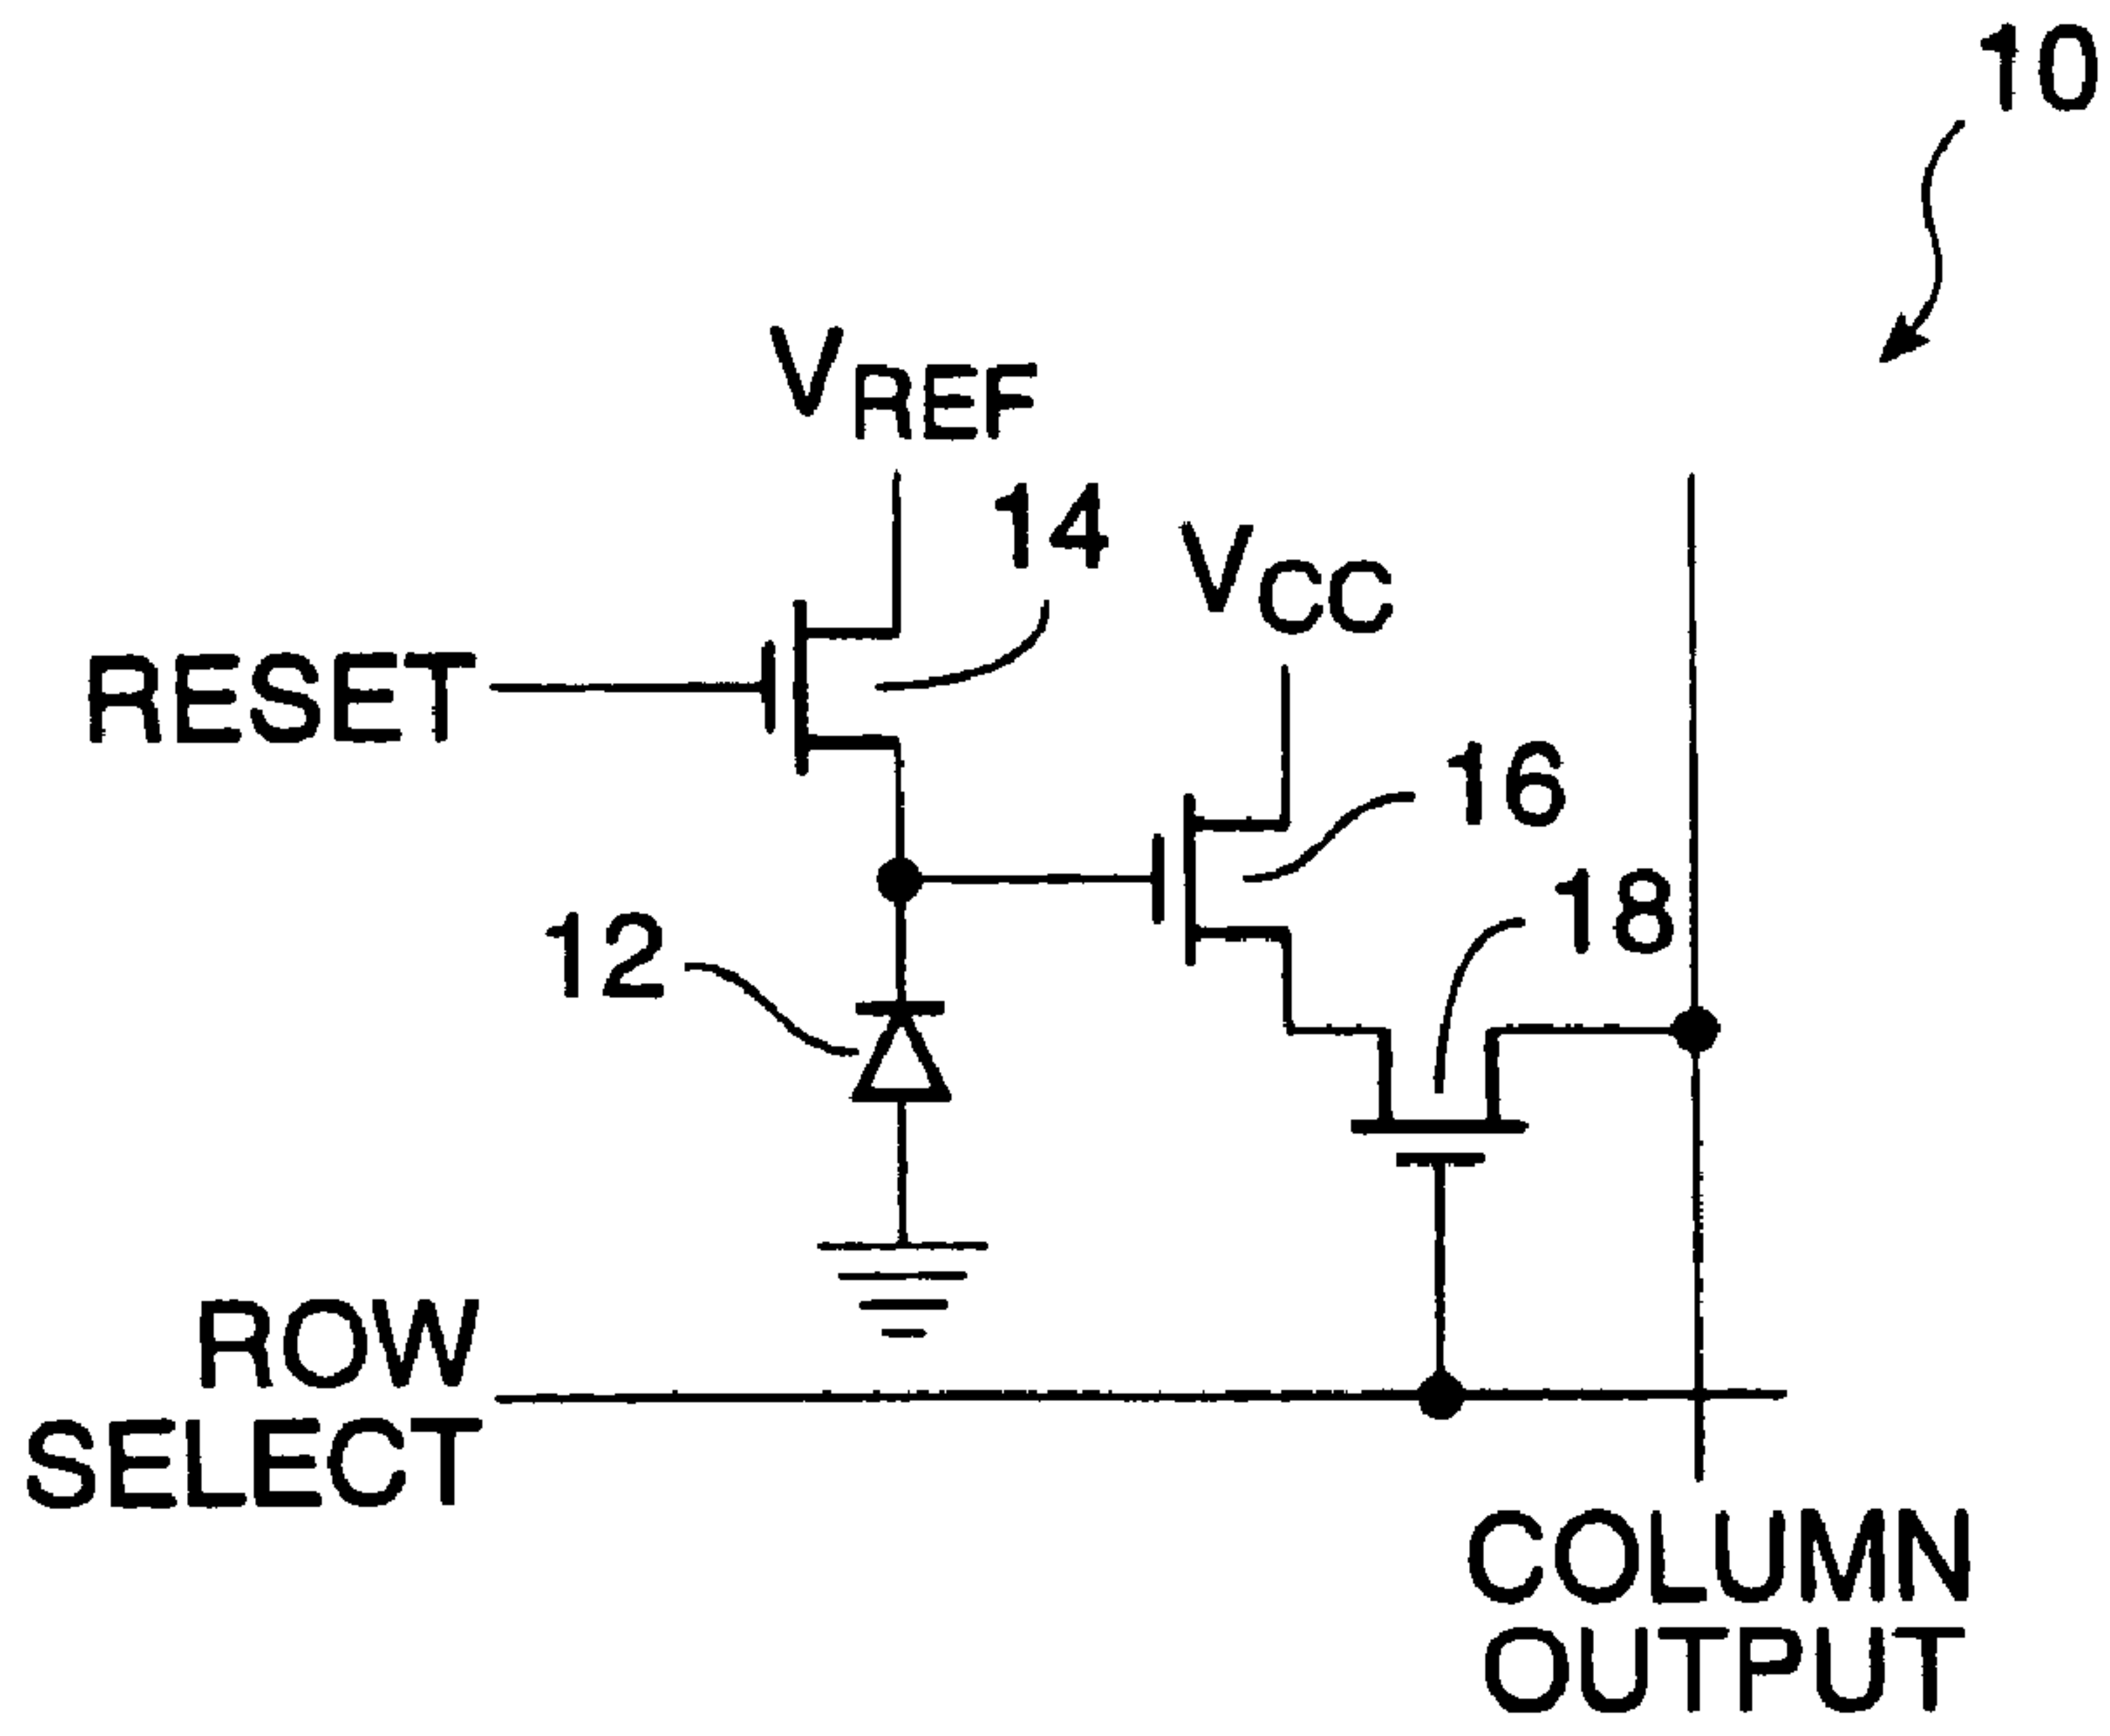 10
VREF
14
VCC
RESET
16
18
12
ROW
SELECT
COLUMN
OUTPUT